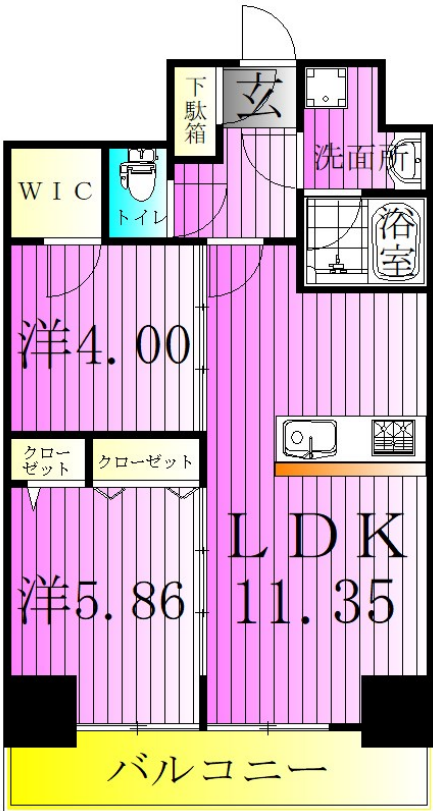 下駄箱
玄
洗面所
WIC
トイレ
浴室
洋4.00
クローゼット
クローゼット
LDK
11.35
洋5.86
バルコニー